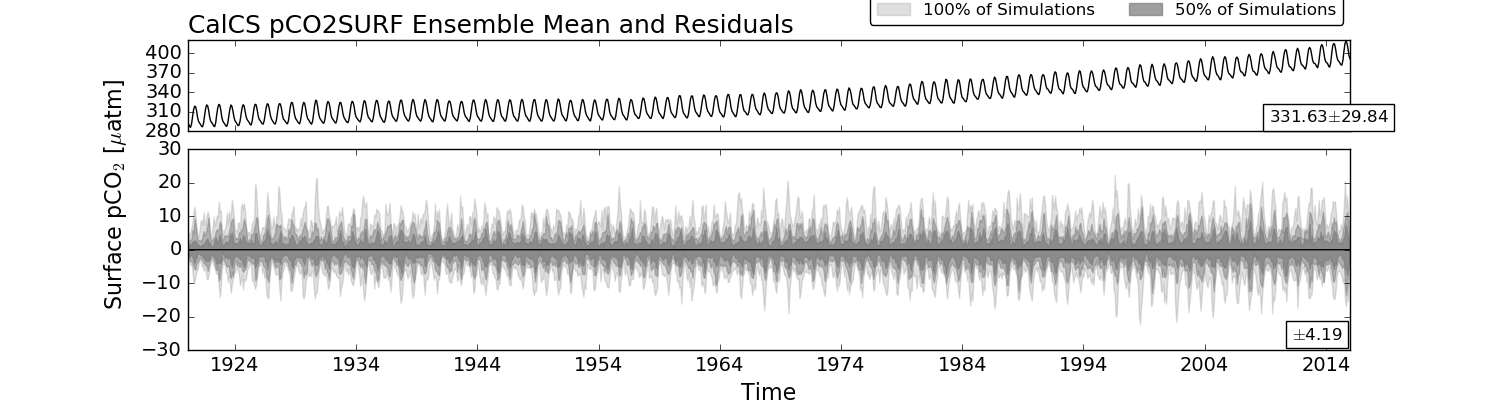 100% of Simulations 50% of Simulations
CalCS pCO2SURF Ensemble Mean and Residuals
400
370
340
310
280
331.63±29.84
Surface pCO₂ [μatm]
30
20
10
0
−10
−20
−30
±4.19
1924 1934 1944 1954 1964 1974 1984 1994 2004 2014
Time